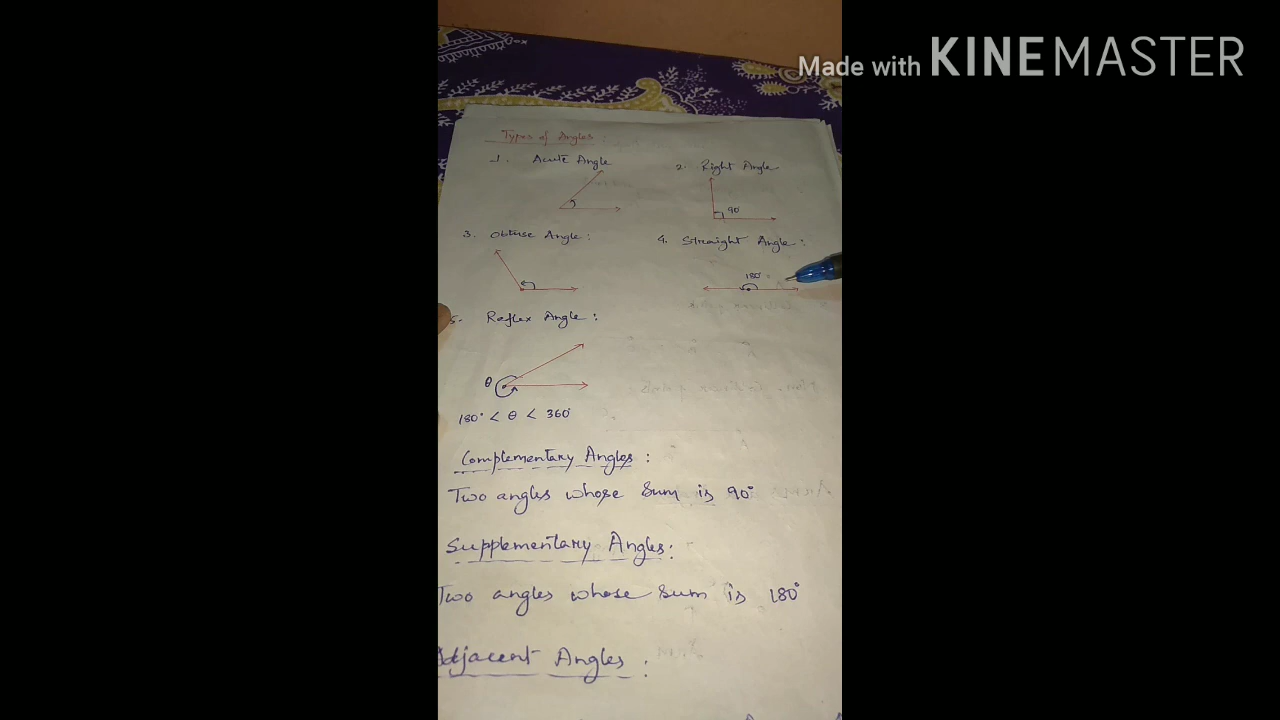 Made with KINEMASTER
Types of Angles :
1. Acute Angle
2. Right Angle
90
3. Obtuse Angle :
4. Straight Angle :
180°
5. Reflex Angle :
θ
180° < θ < 360°
Complementary Angles :
Two angles whose sum is 90°
Supplementary Angles :
Two angles whose sum is 180°
Adjacent Angles :